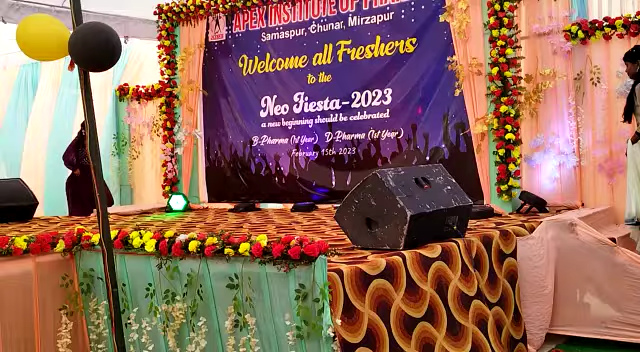 APEX INSTITUTE OF
Samaspur, Chunar, Mirzapur
Welcome all Freshers
to the
Neo Fiesta-2023
a new beginning should be celebrated
B-Pharma (1st Year) D-Pharma (1st Year)
February 15th 2023